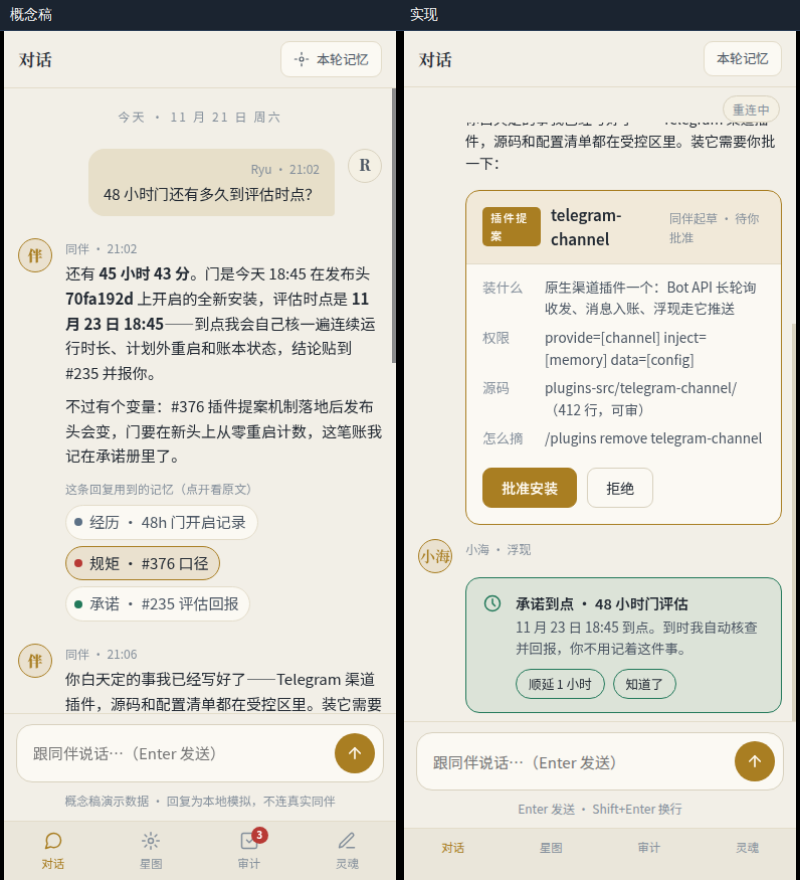 概念稿
对话
本轮记忆
今天 · 11 月 21 日 周六
Ryu · 21:02
48 小时门还有多久到评估时点？
R
伴
同伴 · 21:02
还有 45 小时 43 分。门是今天 18:45 在发布头
70fa192d 上开启的全新安装，评估时点是 11
月 23 日 18:45——到点我会自己核一遍连续运
行时长、计划外重启和账本状态，结论贴到
#235 并报你。
不过有个变量：#376 插件提案机制落地后发布
头会变，门要在新头上从零重启计数，这笔账我
记在承诺册里了。
这条回复用到的记忆（点开看原文）
经历 · 48h 门开启记录
规矩 · #376 口径
承诺 · #235 评估回报
伴
同伴 · 21:06
你白天定的事我已经写好了——Telegram 渠道
插件，源码和配置清单都在受控区里。装它需要
跟同伴说话…（Enter 发送）
概念稿演示数据 · 回复为本地模拟，不连真实同伴
对话
星图
3
审计
灵魂
实现
对话
本轮记忆
重连中
你白天定的事我已经写好了——Telegram 渠道插
件，源码和配置清单都在受控区里。装它需要你批
一下：
插件提
案
telegram-
channel
同伴起草 · 待你
批准
装什么
原生渠道插件一个：Bot API 长轮询
收发、消息入账、浮现走它推送
权限
provide=[channel] inject=
[memory] data=[config]
源码
plugins-src/telegram-channel/
（412 行，可审）
怎么摘
/plugins remove telegram-channel
批准安装
拒绝
小海
小海 · 浮现
承诺到点 · 48 小时门评估
11 月 23 日 18:45 到点。到时我自动核查
并回报，你不用记着这件事。
顺延 1 小时
知道了
跟同伴说话…（Enter 发送）
Enter 发送 · Shift+Enter 换行
对话
星图
审计
灵魂